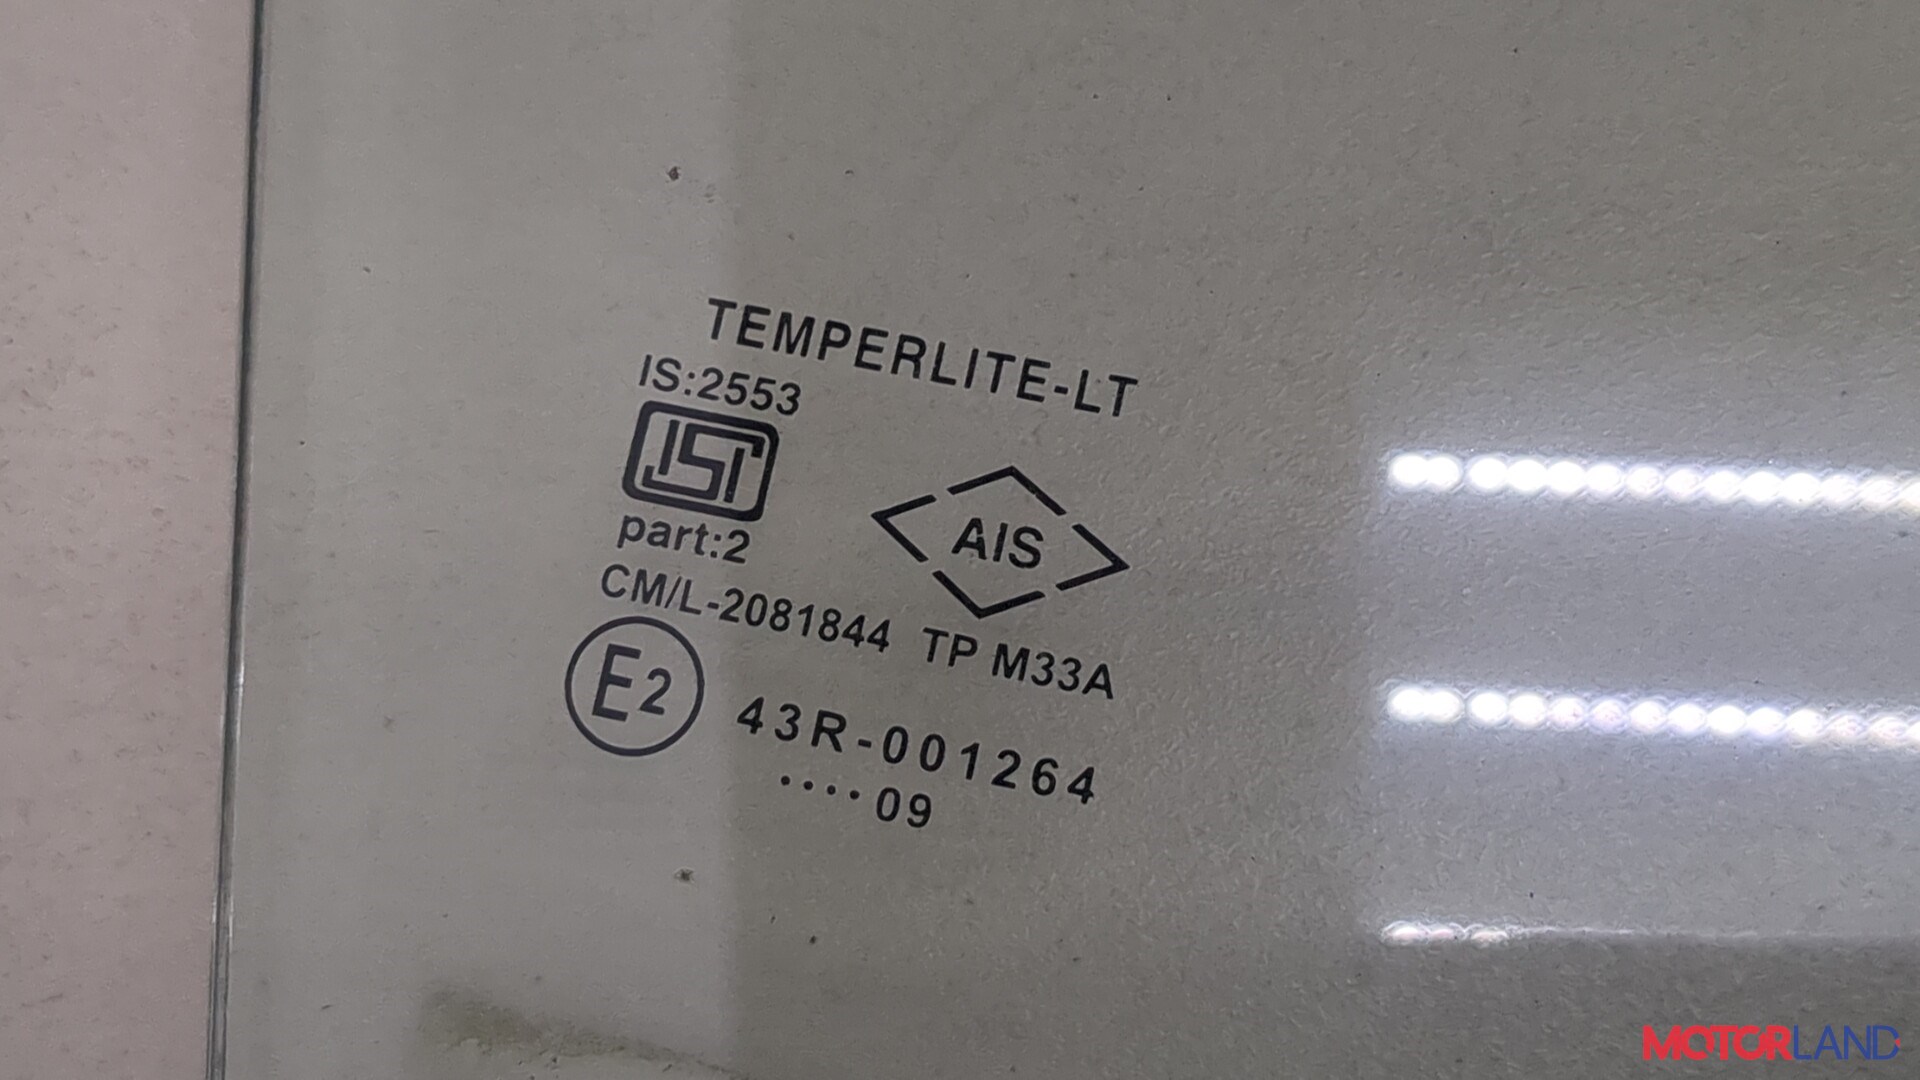 TEMPERLITE-LT
IS:2553
ISI
part:2
AIS
CM/L-2081844 TP M33A
E2
43R-001264
....09
MOTORLAND